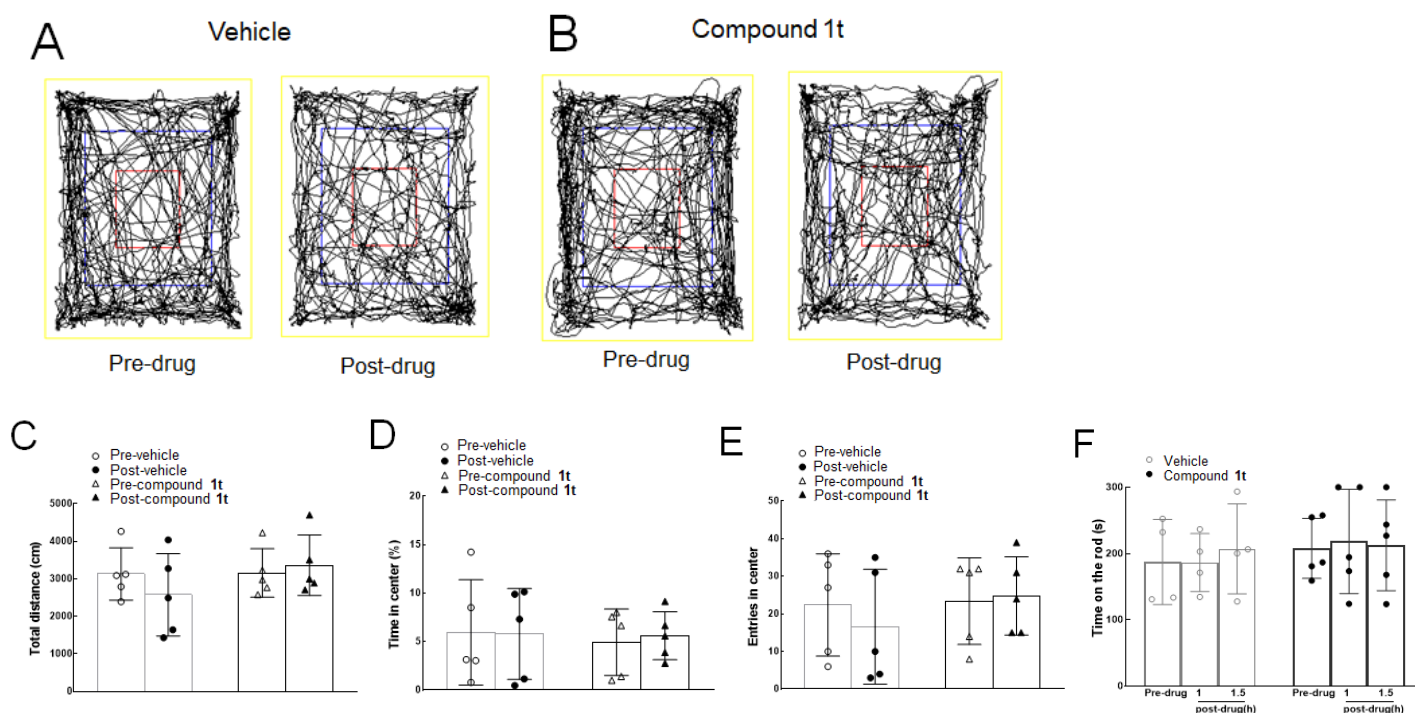 A
Vehicle
B
Compound 1t
Pre-drug
Post-drug
Pre-drug
Post-drug
C
Pre-vehicle
Post-vehicle
Pre-compound 1t
Post-compound 1t
Total distance (cm)
5000
4000
3000
2000
1000
0
D
Pre-vehicle
Post-vehicle
Pre-compound 1t
Post-compound 1t
Time in center (%)
20
15
10
5
0
E
Pre-vehicle
Post-vehicle
Pre-compound 1t
Post-compound 1t
Entries in center
50
40
30
20
10
0
F
Vehicle
Compound 1t
Time on the rod (s)
300
200
100
0
Pre-drug 1 1.5
post-drug(h)
Pre-drug 1 1.5
post-drug(h)